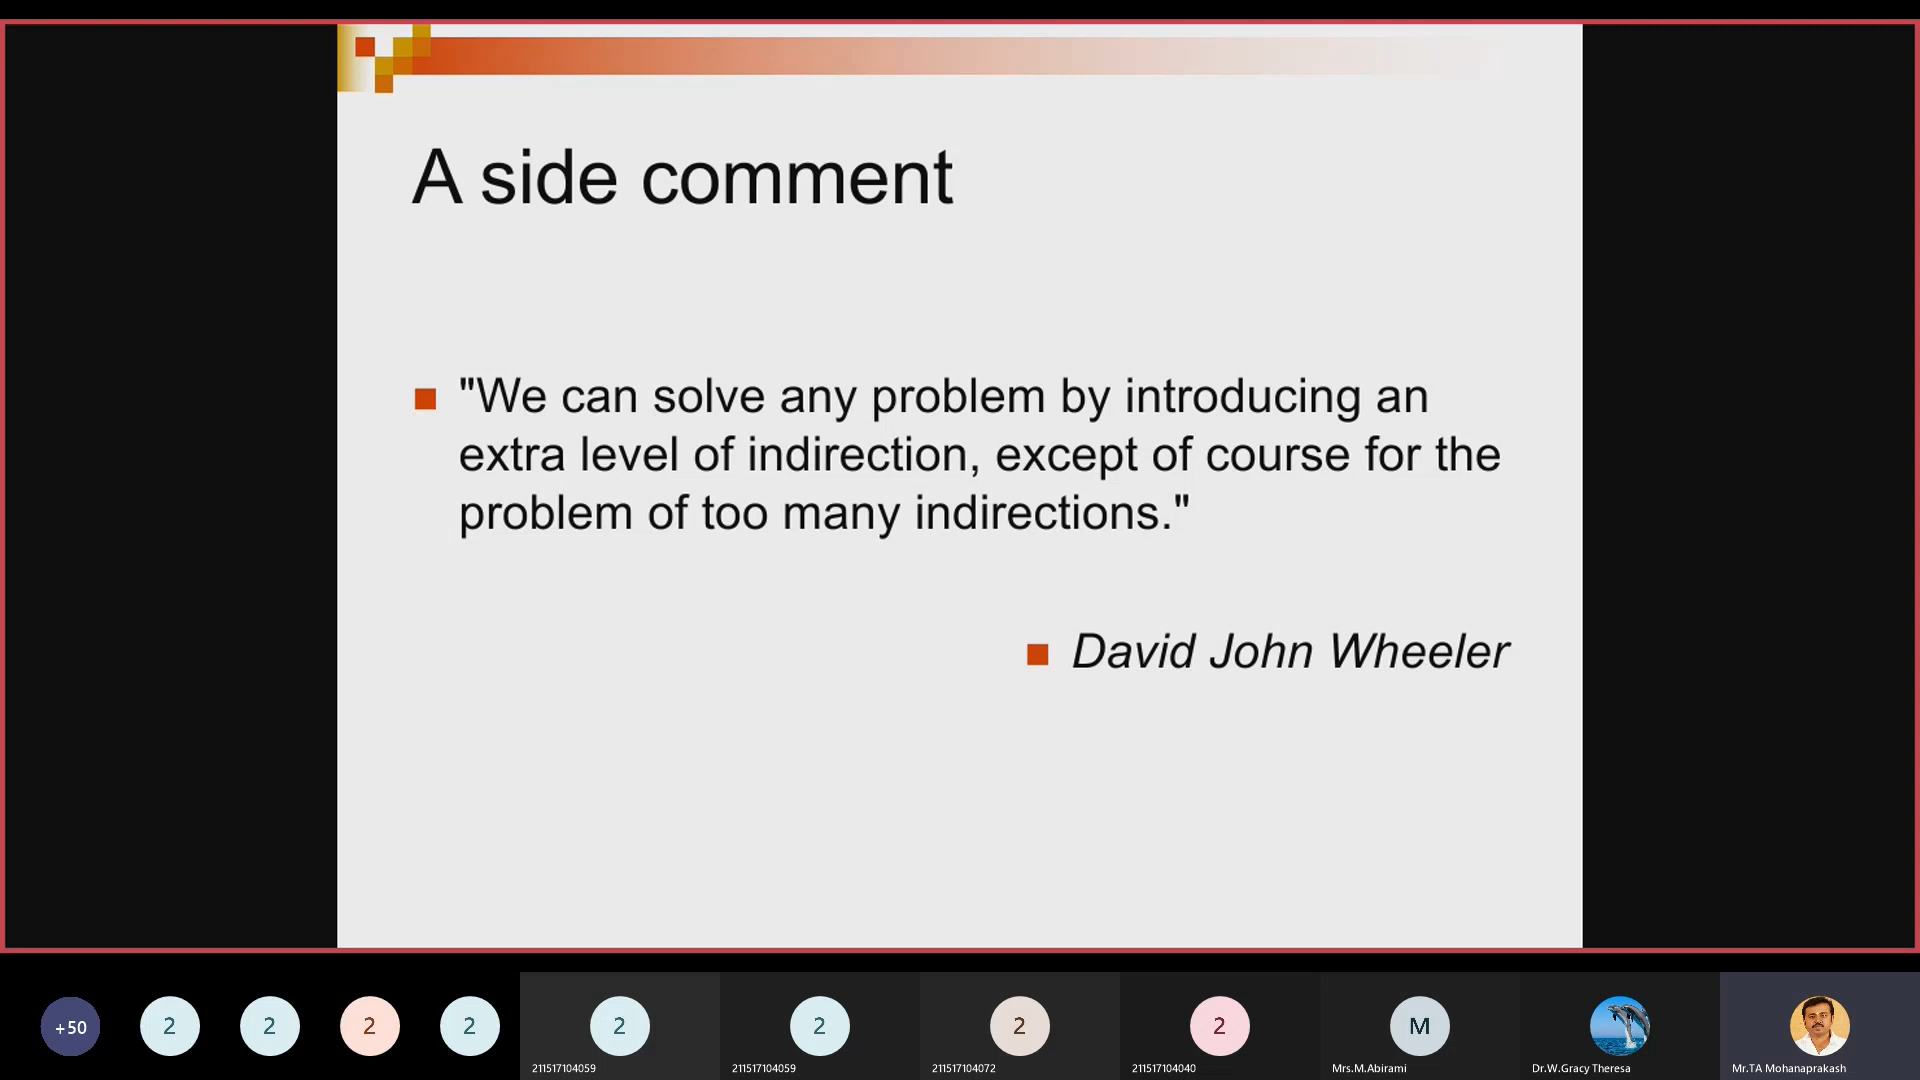 A side comment
"We can solve any problem by introducing an
extra level of indirection, except of course for the
problem of too many indirections."
David John Wheeler
+50
2
2
2
2
2
2
2
2
M
211517104059
211517104059
211517104072
211517104040
Mrs.M.Abirami
Dr.W.Gracy Theresa
Mr.TA Mohanaprakash